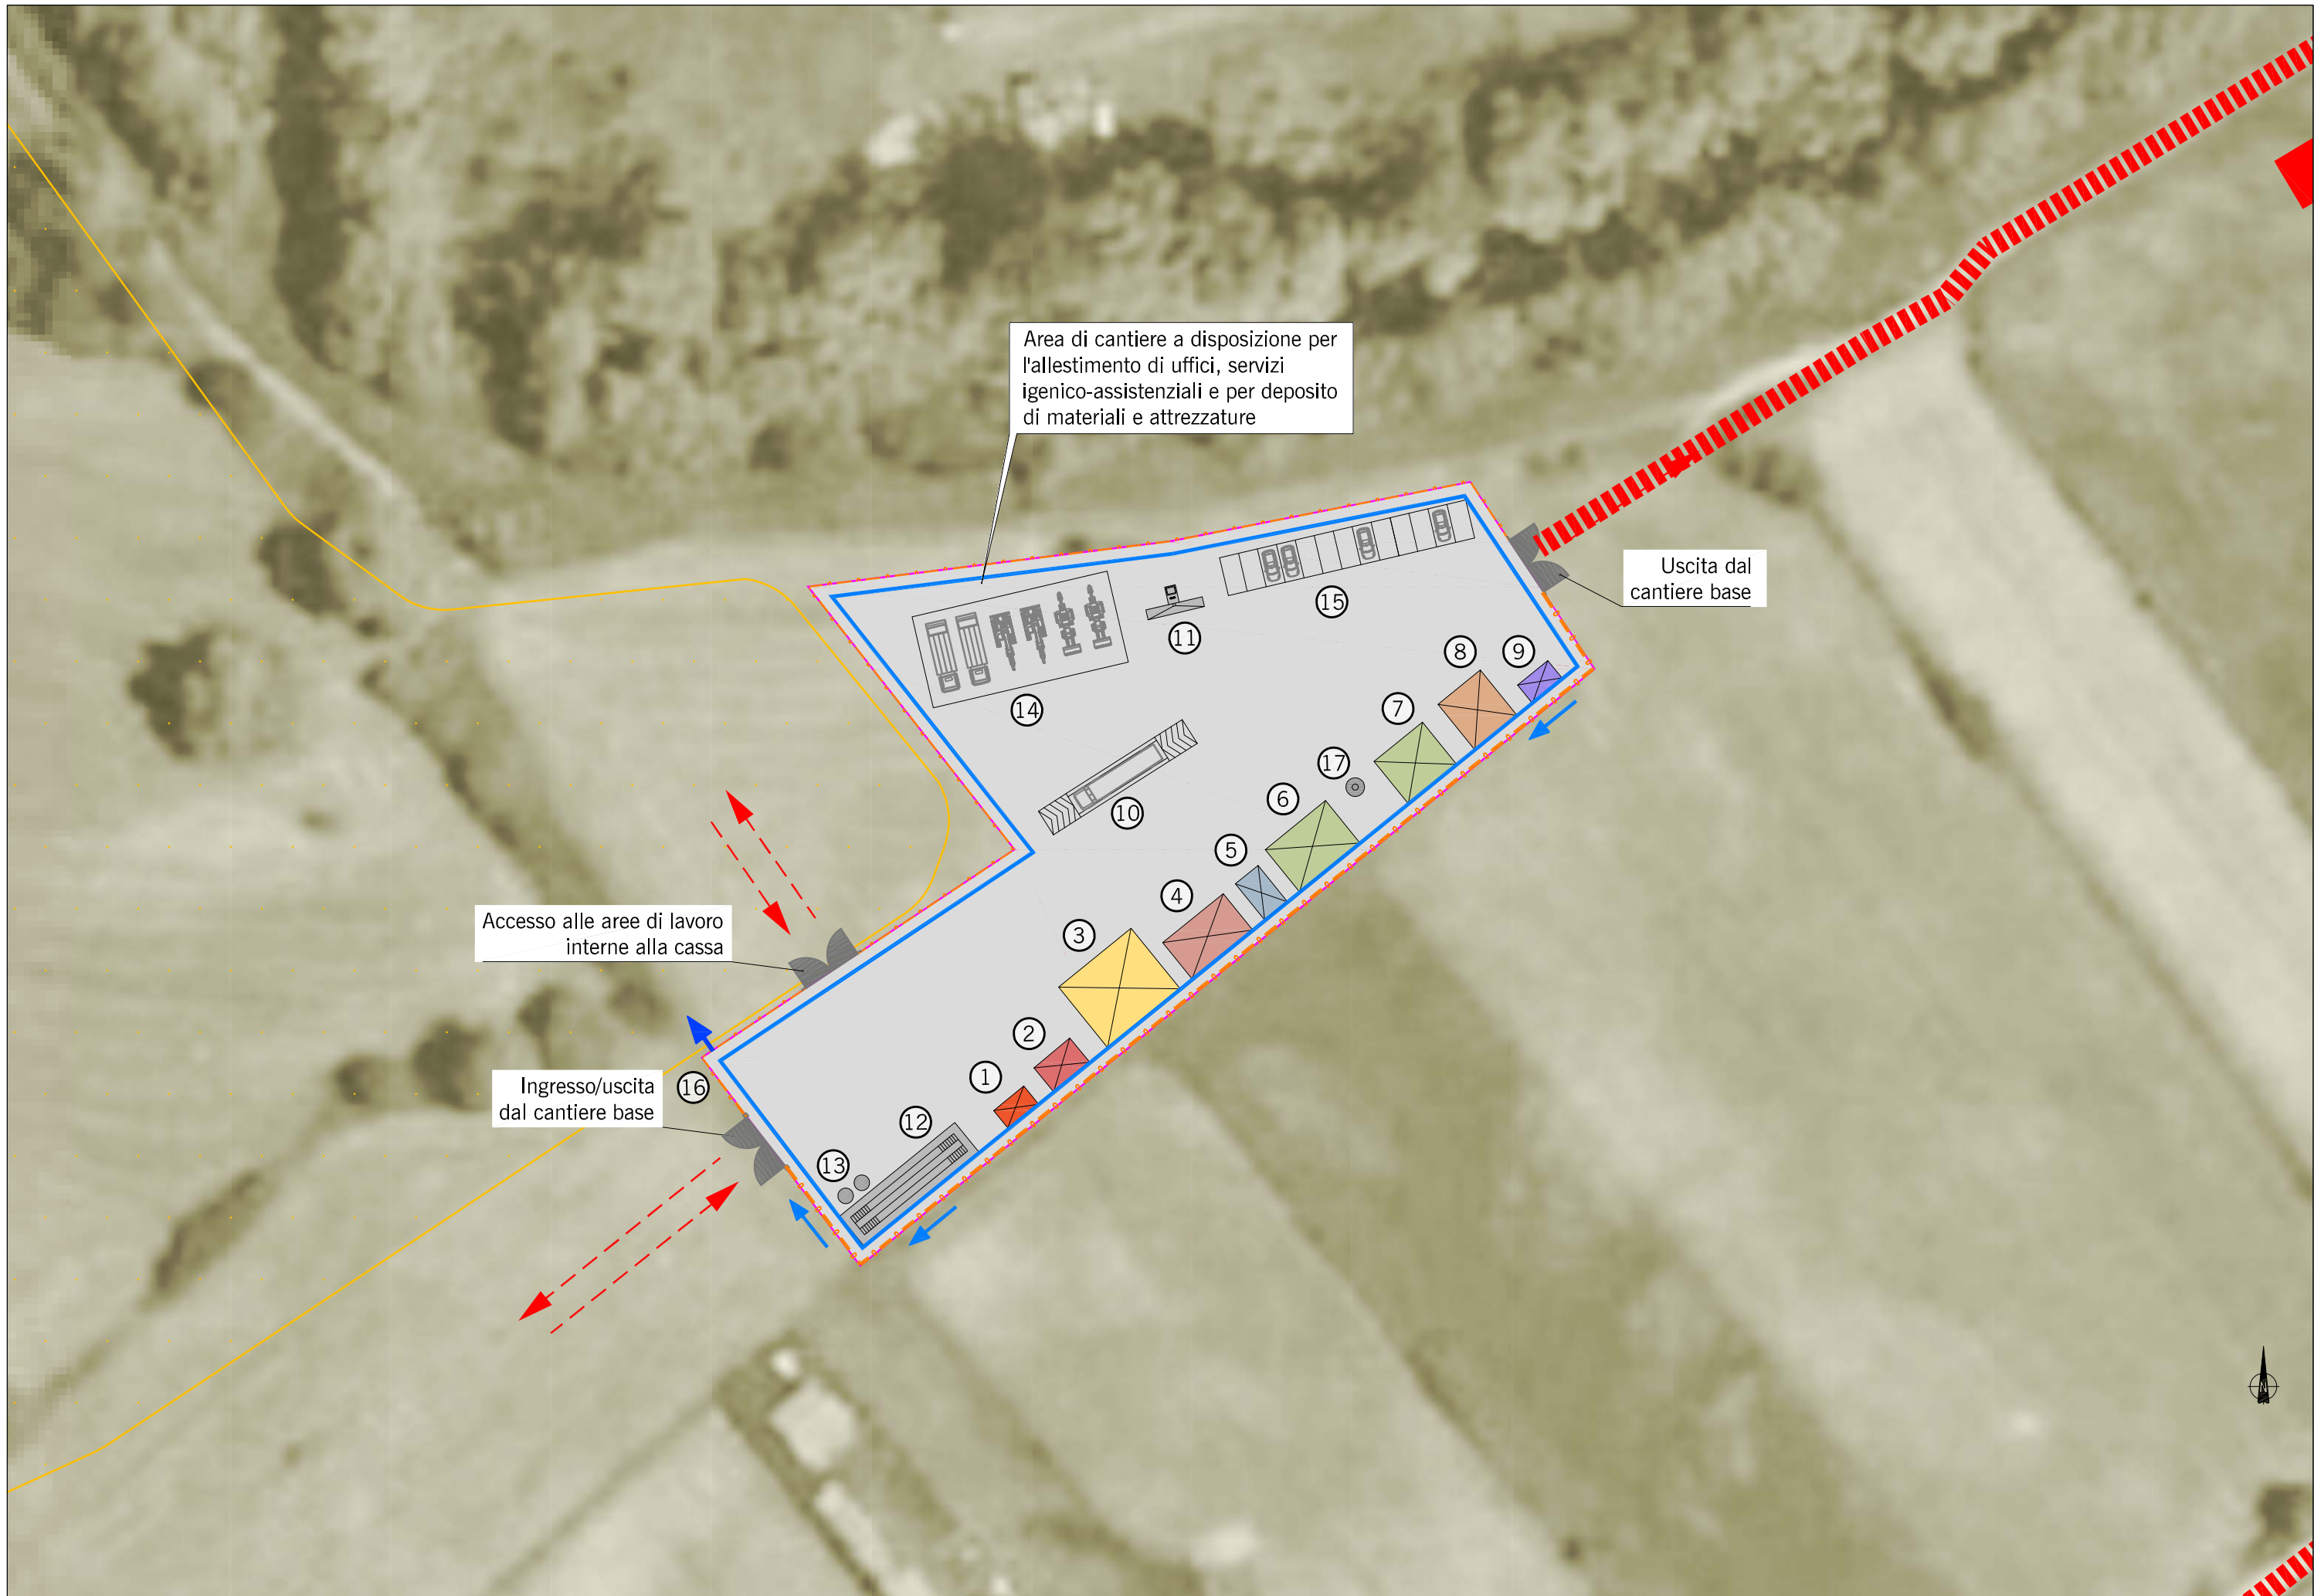 Area di cantiere a disposizione per
l'allestimento di uffici, servizi
igenico-assistenziali e per deposito
di materiali e attrezzature
Uscita dal
cantiere base
15
11
8
9
14
7
17
10
6
5
4
Accesso alle aree di lavoro
interne alla cassa
3
2
1
16
Ingresso/uscita
dal cantiere base
12
13